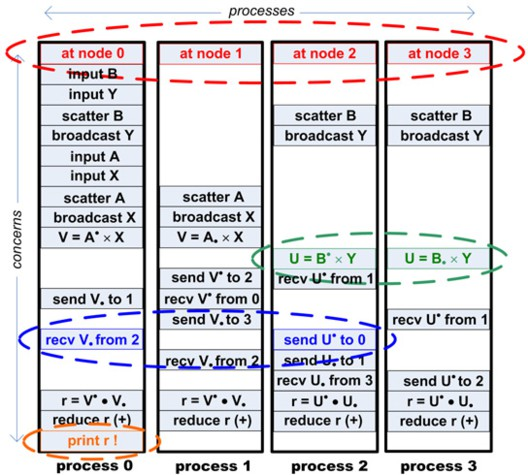 processes
concerns
at node 0
input B
input Y
scatter B
broadcast Y
input A
input X
scatter A
broadcast X
V = A˙ × X
send V. to 1
recv V. from 2
r = V˙ • V.
reduce r (+)
print r !
process 0
at node 1
scatter A
broadcast X
V = A. × X
send V˙ to 2
recv V˙ from 0
send V. to 3
recv V. from 2
r = V˙ • V.
reduce r (+)
process 1
at node 2
scatter B
broadcast Y
U = B˙ × Y
recv U˙ from 1
send U˙ to 0
send U. to 1
recv U. from 3
r = U˙ • U.
reduce r (+)
process 2
at node 3
scatter B
broadcast Y
U = B. × Y
recv U˙ from 1
send U˙ to 2
r = U˙ • U.
reduce r (+)
process 3